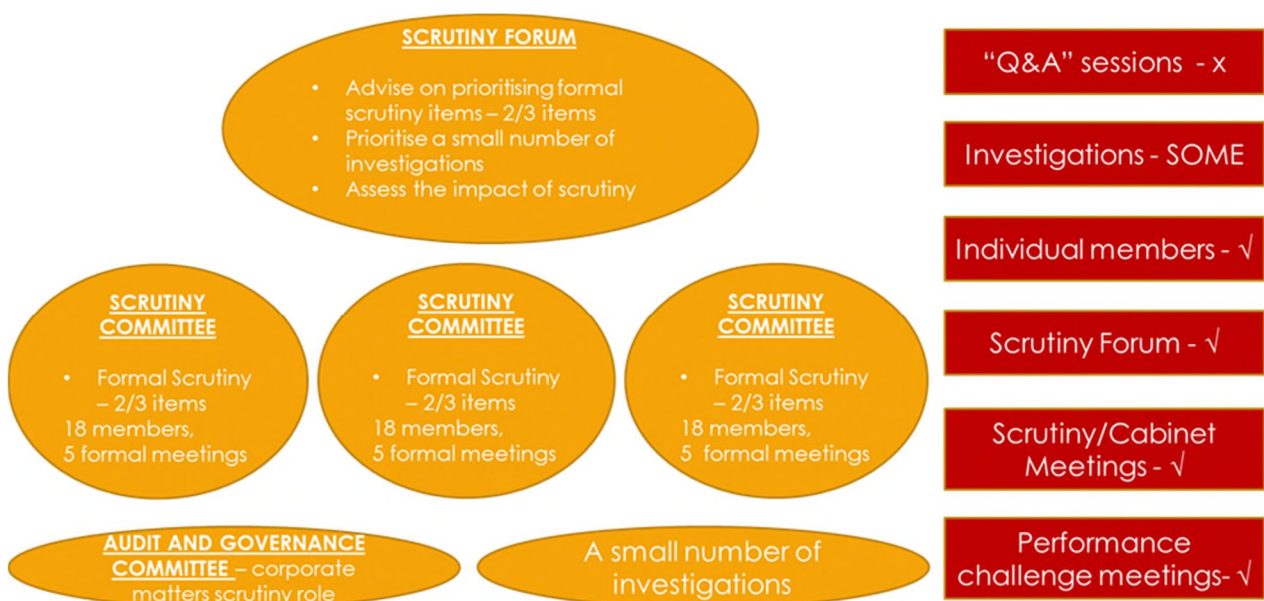 SCRUTINY FORUM
• Advise on prioritising formal
scrutiny items – 2/3 items
• Prioritise a small number of
investigations
• Assess the impact of scrutiny
SCRUTINY
COMMITTEE
• Formal Scrutiny
– 2/3 items
18 members,
5 formal meetings
SCRUTINY
COMMITTEE
• Formal Scrutiny
– 2/3 items
18 members,
5 formal meetings
SCRUTINY
COMMITTEE
• Formal Scrutiny
– 2/3 items
18 members,
5 formal meetings
AUDIT AND GOVERNANCE
COMMITTEE – corporate
matters scrutiny role
A small number of
investigations
“Q&A” sessions - x
Investigations - SOME
Individual members - √
Scrutiny Forum - √
Scrutiny/Cabinet
Meetings - √
Performance
challenge meetings- √